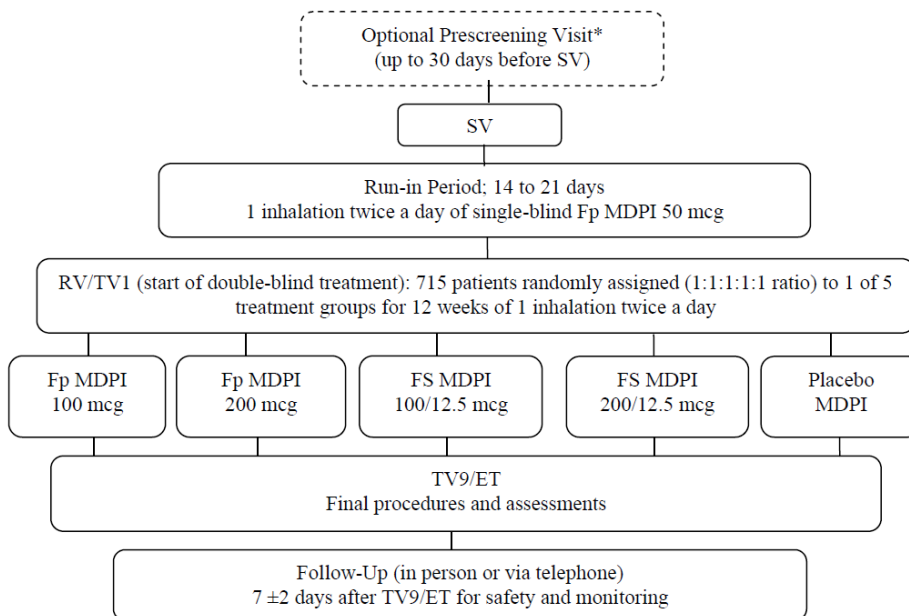 Optional Prescreening Visit*
(up to 30 days before SV)
SV
Run-in Period; 14 to 21 days
1 inhalation twice a day of single-blind Fp MDPI 50 mcg
RV/TV1 (start of double-blind treatment): 715 patients randomly assigned (1:1:1:1:1 ratio) to 1 of 5
treatment groups for 12 weeks of 1 inhalation twice a day
Fp MDPI
100 mcg
Fp MDPI
200 mcg
FS MDPI
100/12.5 mcg
FS MDPI
200/12.5 mcg
Placebo
MDPI
TV9/ET
Final procedures and assessments
Follow-Up (in person or via telephone)
7 ±2 days after TV9/ET for safety and monitoring